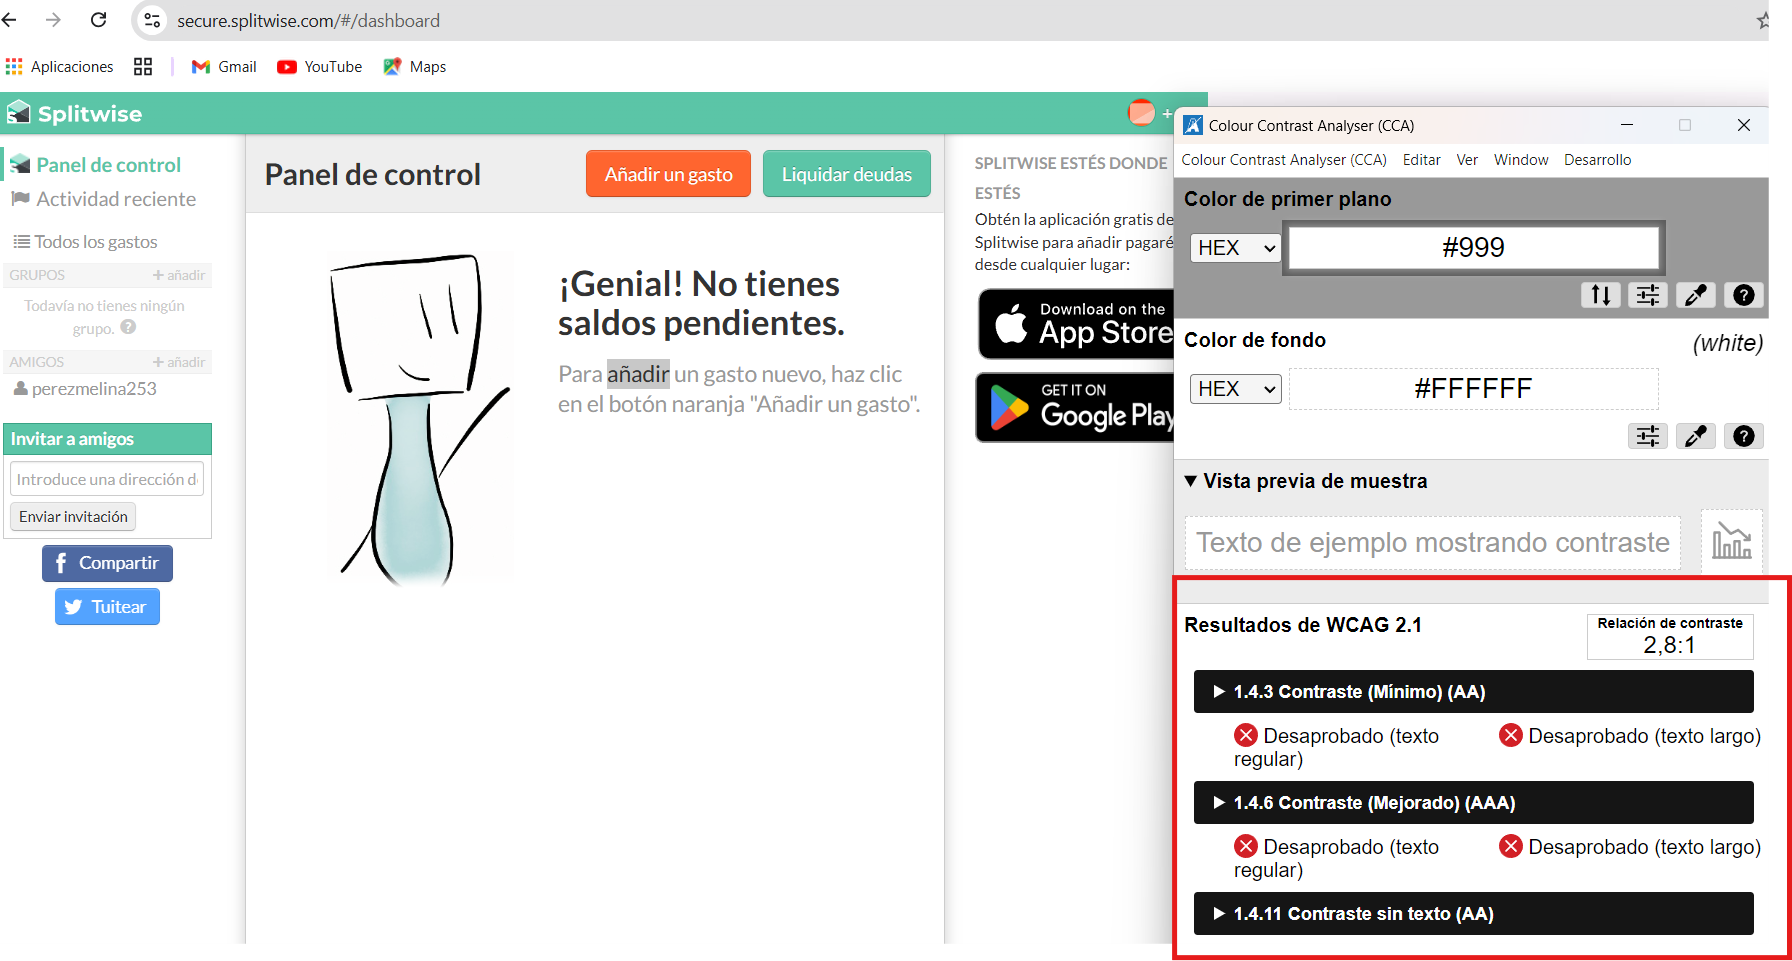 secure.splitwise.com/#/dashboard
Aplicaciones
Gmail
YouTube
Maps
Splitwise
+
Panel de control
Actividad reciente
Todos los gastos
GRUPOS
+ añadir
Todavía no tienes ningún
grupo. ?
AMIGOS
+ añadir
perezmelina253
Invitar a amigos
Introduce una dirección d
Enviar invitación
f Compartir
Tuitear
Panel de control
Añadir un gasto
Liquidar deudas
¡Genial! No tienes
saldos pendientes.
Para añadir un gasto nuevo, haz clic
en el botón naranja "Añadir un gasto".
SPLITWISE ESTÉS DONDE
ESTÉS
Obtén la aplicación gratis de
Splitwise para añadir pagaré
desde cualquier lugar:
Download on the
App Store
GET IT ON
Google Play
Colour Contrast Analyser (CCA)
Colour Contrast Analyser (CCA) Editar Ver Window Desarrollo
Color de primer plano
HEX
#999
?
Color de fondo
(white)
HEX
#FFFFFF
?
Vista previa de muestra
Texto de ejemplo mostrando contraste
Resultados de WCAG 2.1
Relación de contraste
2,8:1
1.4.3 Contraste (Mínimo) (AA)
Desaprobado (texto
regular)
Desaprobado (texto largo)
1.4.6 Contraste (Mejorado) (AAA)
Desaprobado (texto
regular)
Desaprobado (texto largo)
1.4.11 Contraste sin texto (AA)